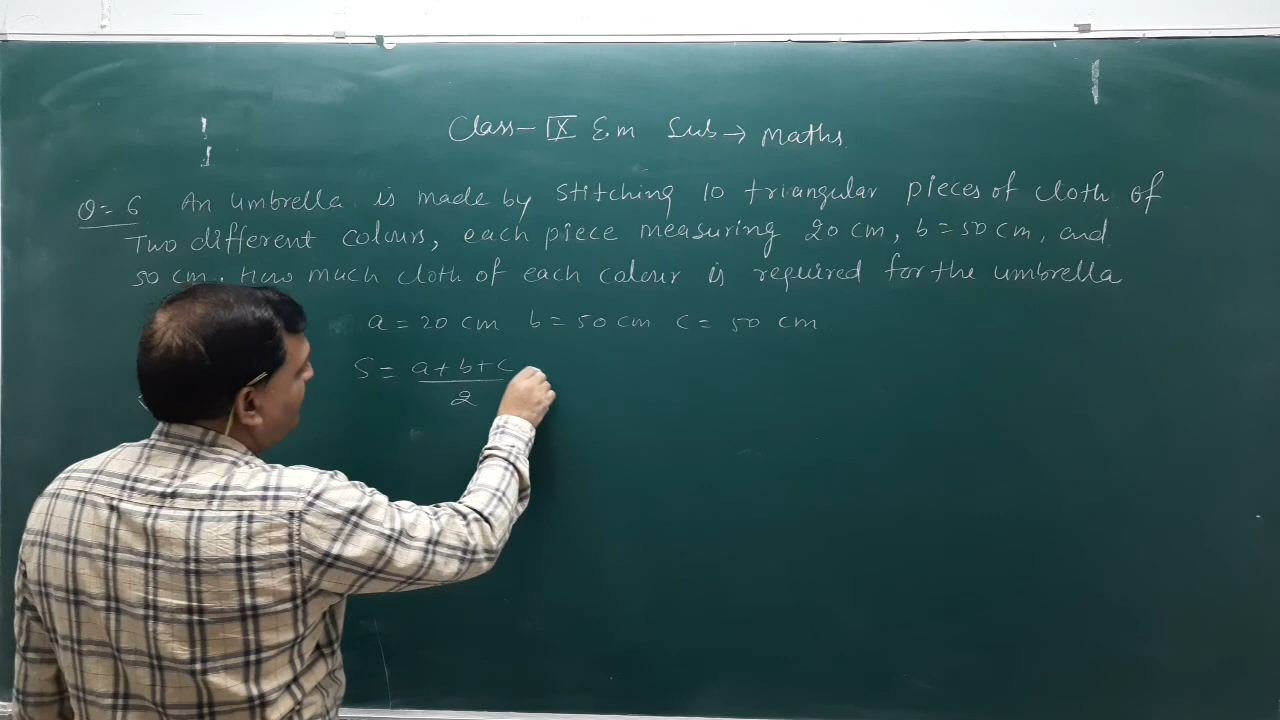 Class- IX E.m Sub → Maths.
Q=6 An Umbrella is made by stitching 10 triangular pieces of cloth of
Two different colours, each piece measuring 20 cm, b = 50 cm, and
50 cm. How much cloth of each colour is required for the umbrella
a = 20 cm b = 50 cm c = 50 cm
S = a+b+c
2